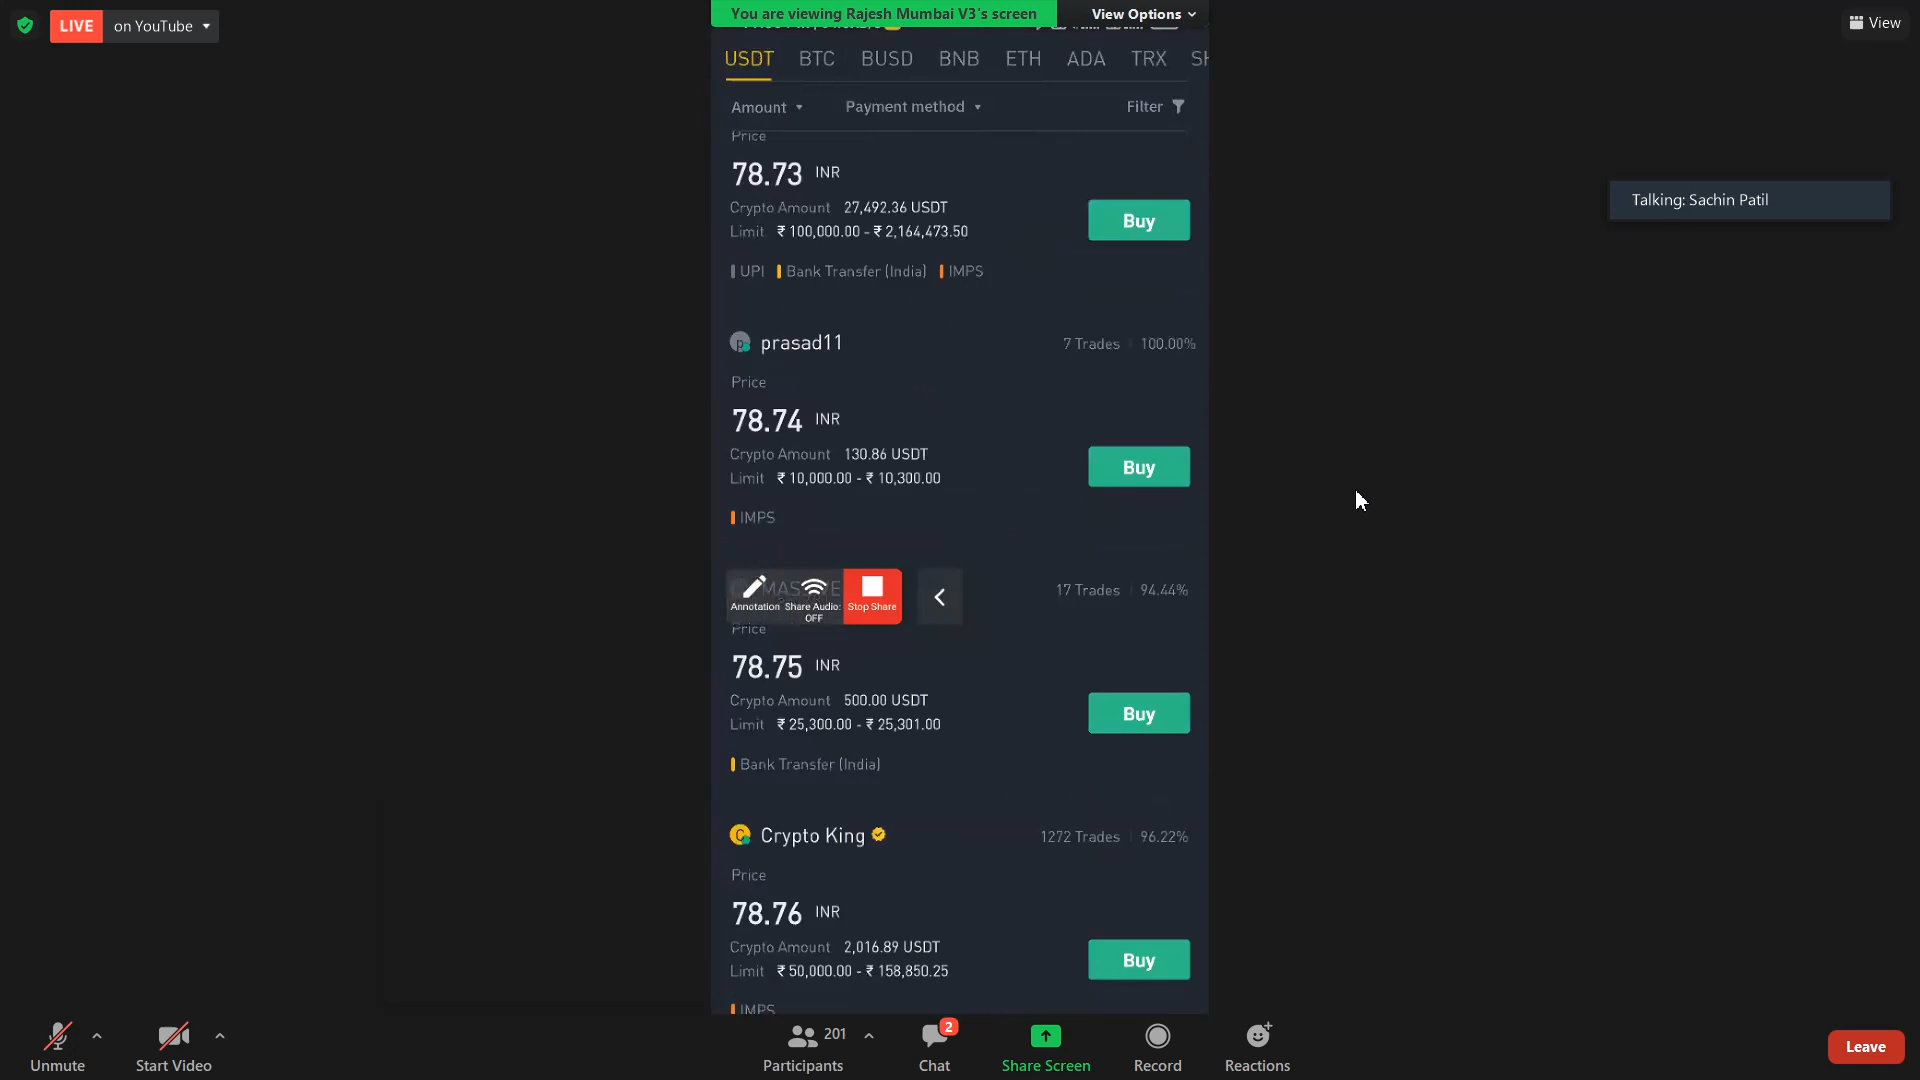 LIVE on YouTube
You are viewing Rajesh Mumbai V3's screen
View Options
View
USDT BTC BUSD BNB ETH ADA TRX
Amount Payment method Filter
Price
78.73 INR
Crypto Amount 27,492.36 USDT
Limit ₹ 100,000.00 - ₹ 2,164,473.50
Buy
UPI Bank Transfer (India) IMPS
prasad11 7 Trades 100.00%
Price
78.74 INR
Crypto Amount 130.86 USDT
Limit ₹ 10,000.00 - ₹ 10,300.00
Buy
IMPS
17 Trades 94.44%
Annotation Share Audio: OFF Stop Share
Price
78.75 INR
Crypto Amount 500.00 USDT
Limit ₹ 25,300.00 - ₹ 25,301.00
Buy
Bank Transfer (India)
C Crypto King 1272 Trades 96.22%
Price
78.76 INR
Crypto Amount 2,016.89 USDT
Limit ₹ 50,000.00 - ₹ 158,850.25
Buy
IMPS
Talking: Sachin Patil
Unmute
Start Video
201
Participants
2
Chat
Share Screen
Record
Reactions
Leave